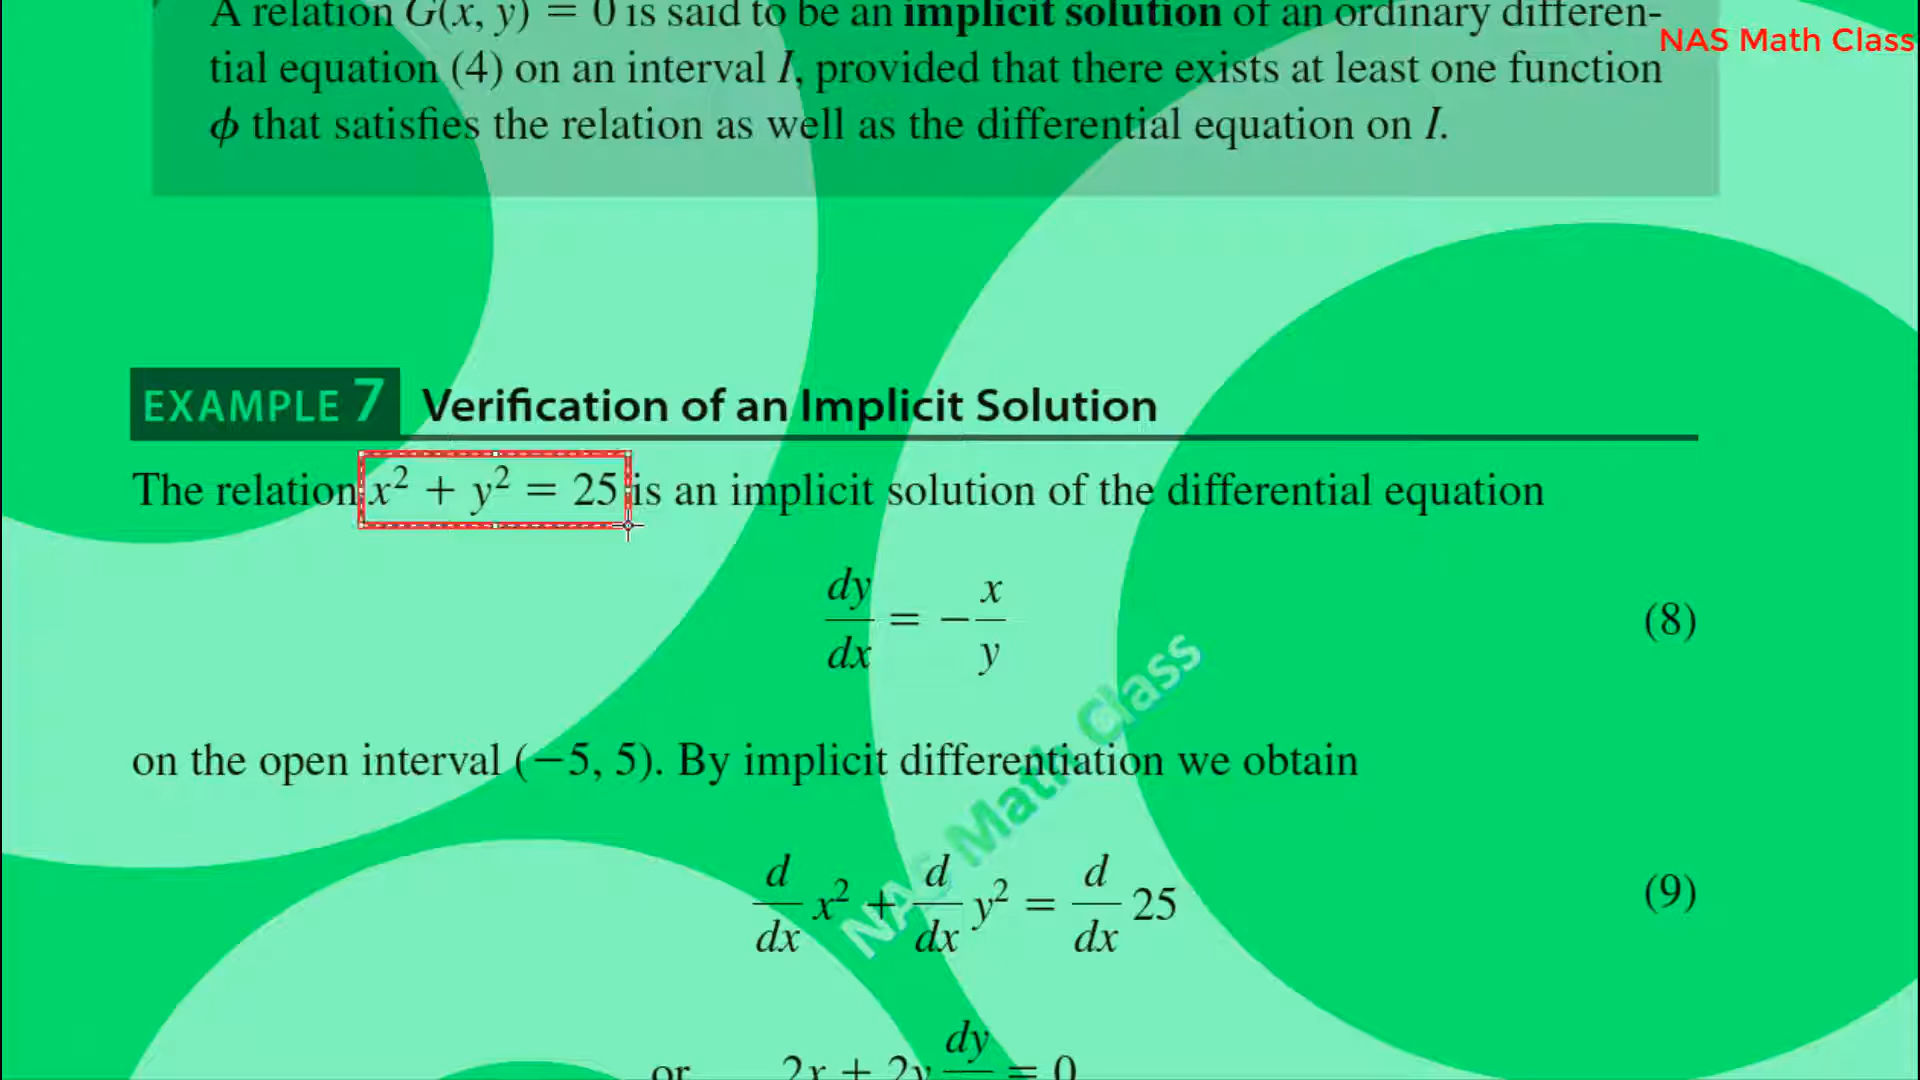 A relation G(x, y) = 0 is said to be an implicit solution of an ordinary differen-
NAS Math Class
tial equation (4) on an interval I, provided that there exists at least one function
ϕ that satisfies the relation as well as the differential equation on I.
EXAMPLE 7 Verification of an Implicit Solution
The relation x² + y² = 25 is an implicit solution of the differential equation
dy/dx = −x/y (8)
on the open interval (−5, 5). By implicit differentiation we obtain
d/dx x² + d/dx y² = d/dx 25 (9)
NAS Math Class
or 2x + 2y dy = 0